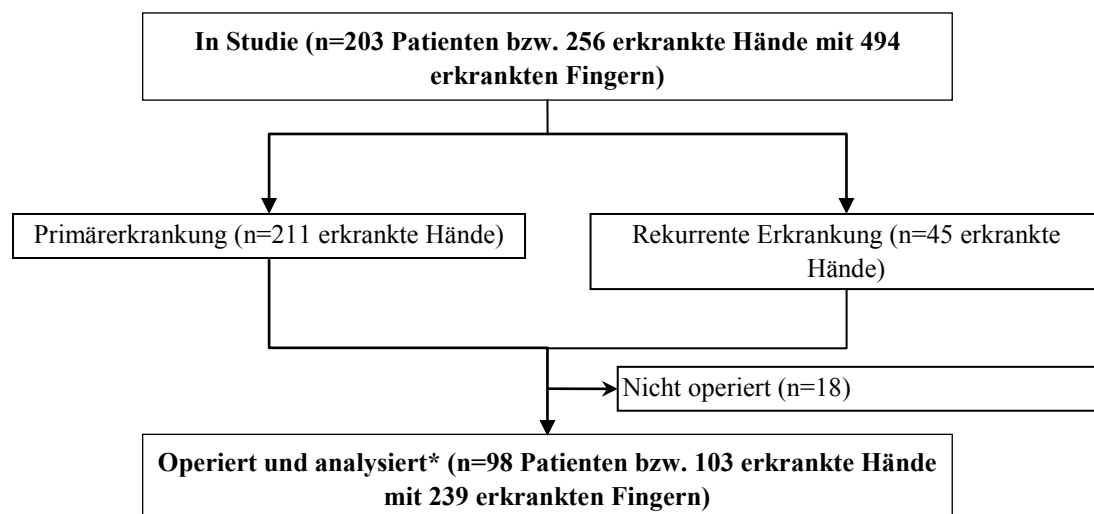 In Studie (n=203 Patienten bzw. 256 erkrankte Hände mit 494
erkrankten Fingern)
Primärerkrankung (n=211 erkrankte Hände)
Rekurrente Erkrankung (n=45 erkrankte
Hände)
Nicht operiert (n=18)
Operiert und analysiert* (n=98 Patienten bzw. 103 erkrankte Hände
mit 239 erkrankten Fingern)